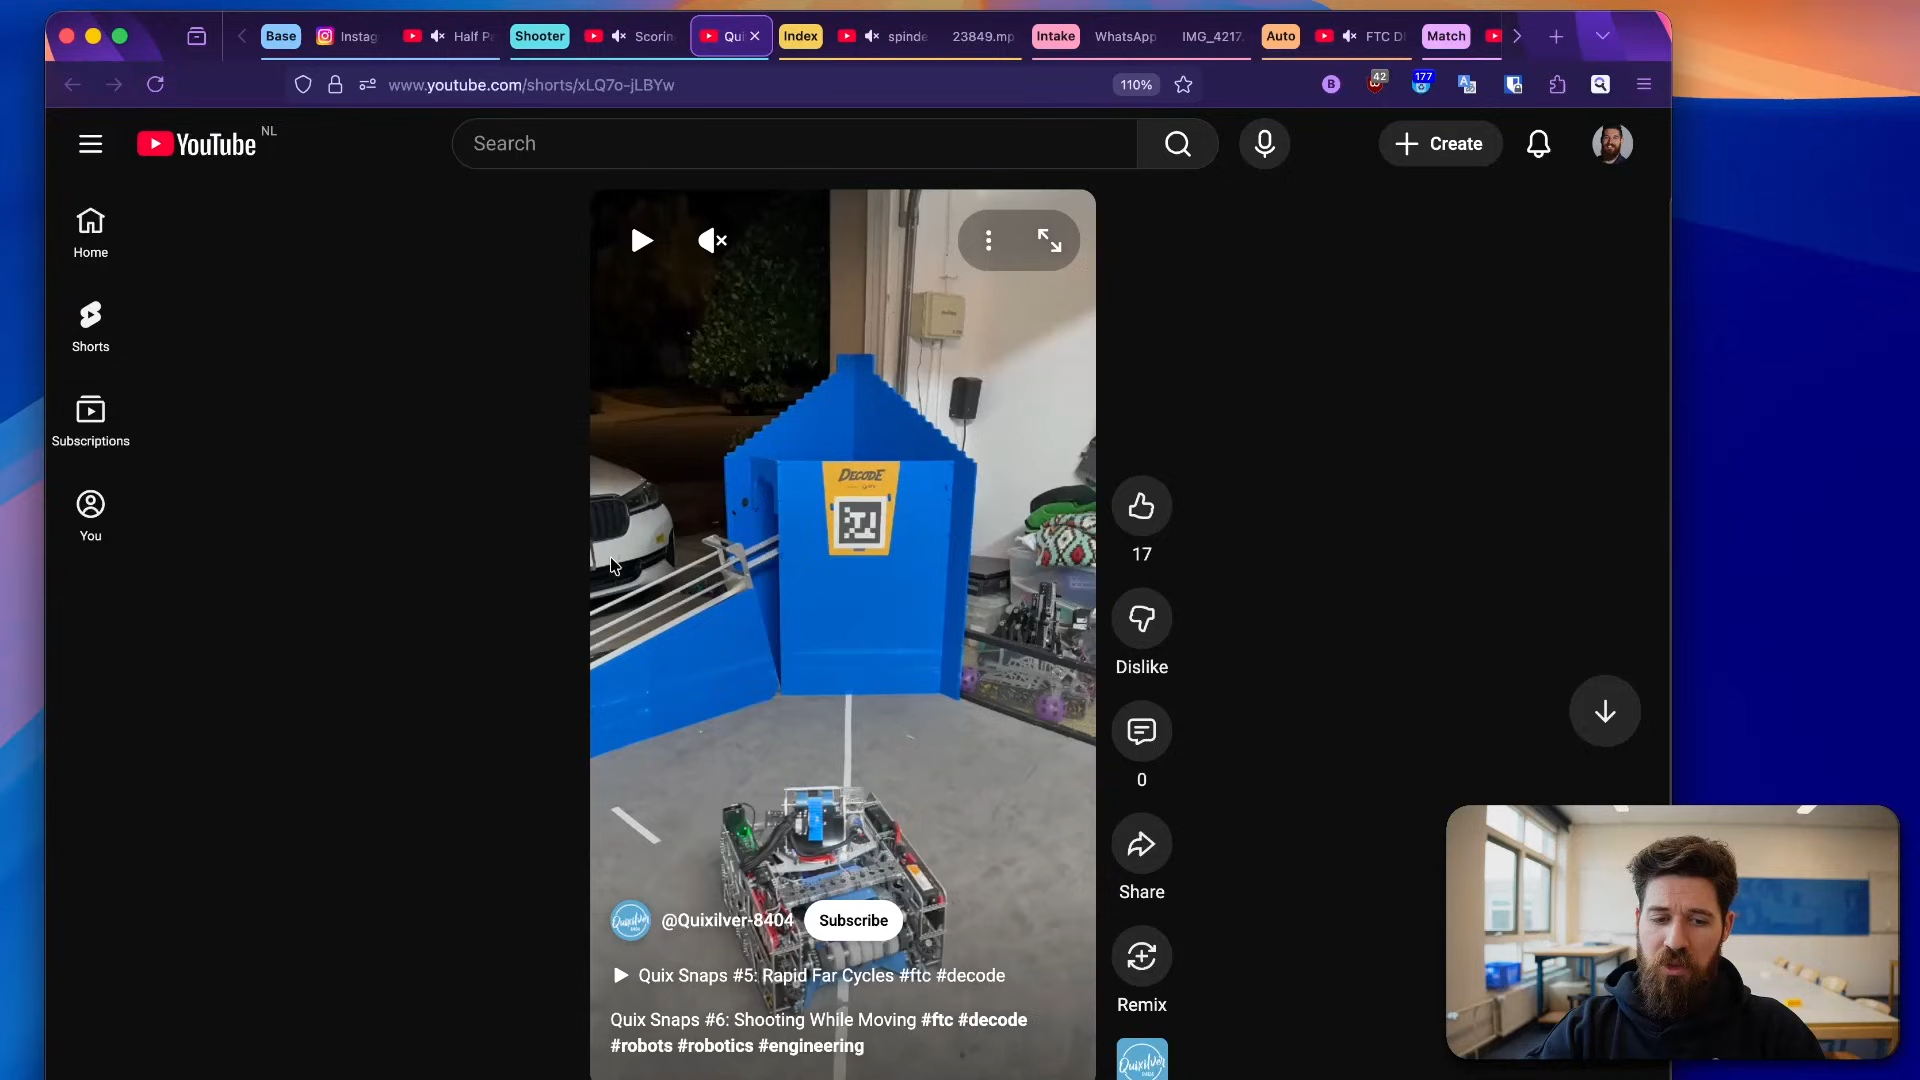 Base
Instag
Half Pa
Shooter
Scorin
Qui
Index
spinde
23849.mp
Intake
WhatsApp
IMG_4217.
Auto
FTC D
Match
www.youtube.com/shorts/xLQ7o-jLBYw
110%
42
177
YouTube NL
Search
Create
Home
Shorts
Subscriptions
You
DECODE
17
Dislike
0
Share
Remix
@Quixilver-8404
Subscribe
Quix Snaps #5: Rapid Far Cycles #ftc #decode
Quix Snaps #6: Shooting While Moving #ftc #decode
#robots #robotics #engineering
Quixilver